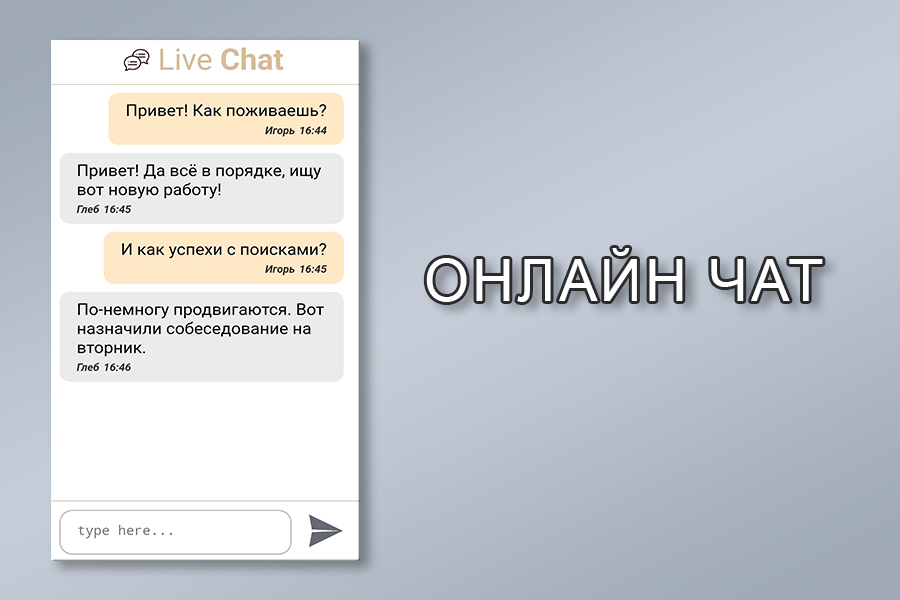 Live Chat
Привет! Как поживаешь?
Игорь 16:44
Привет! Да всё в порядке, ищу
вот новую работу!
Глеб 16:45
И как успехи с поисками?
Игорь 16:45
По-немногу продвигаются. Вот
назначили собеседование на
вторник.
Глеб 16:46
type here...
ОНЛАЙН ЧАТ